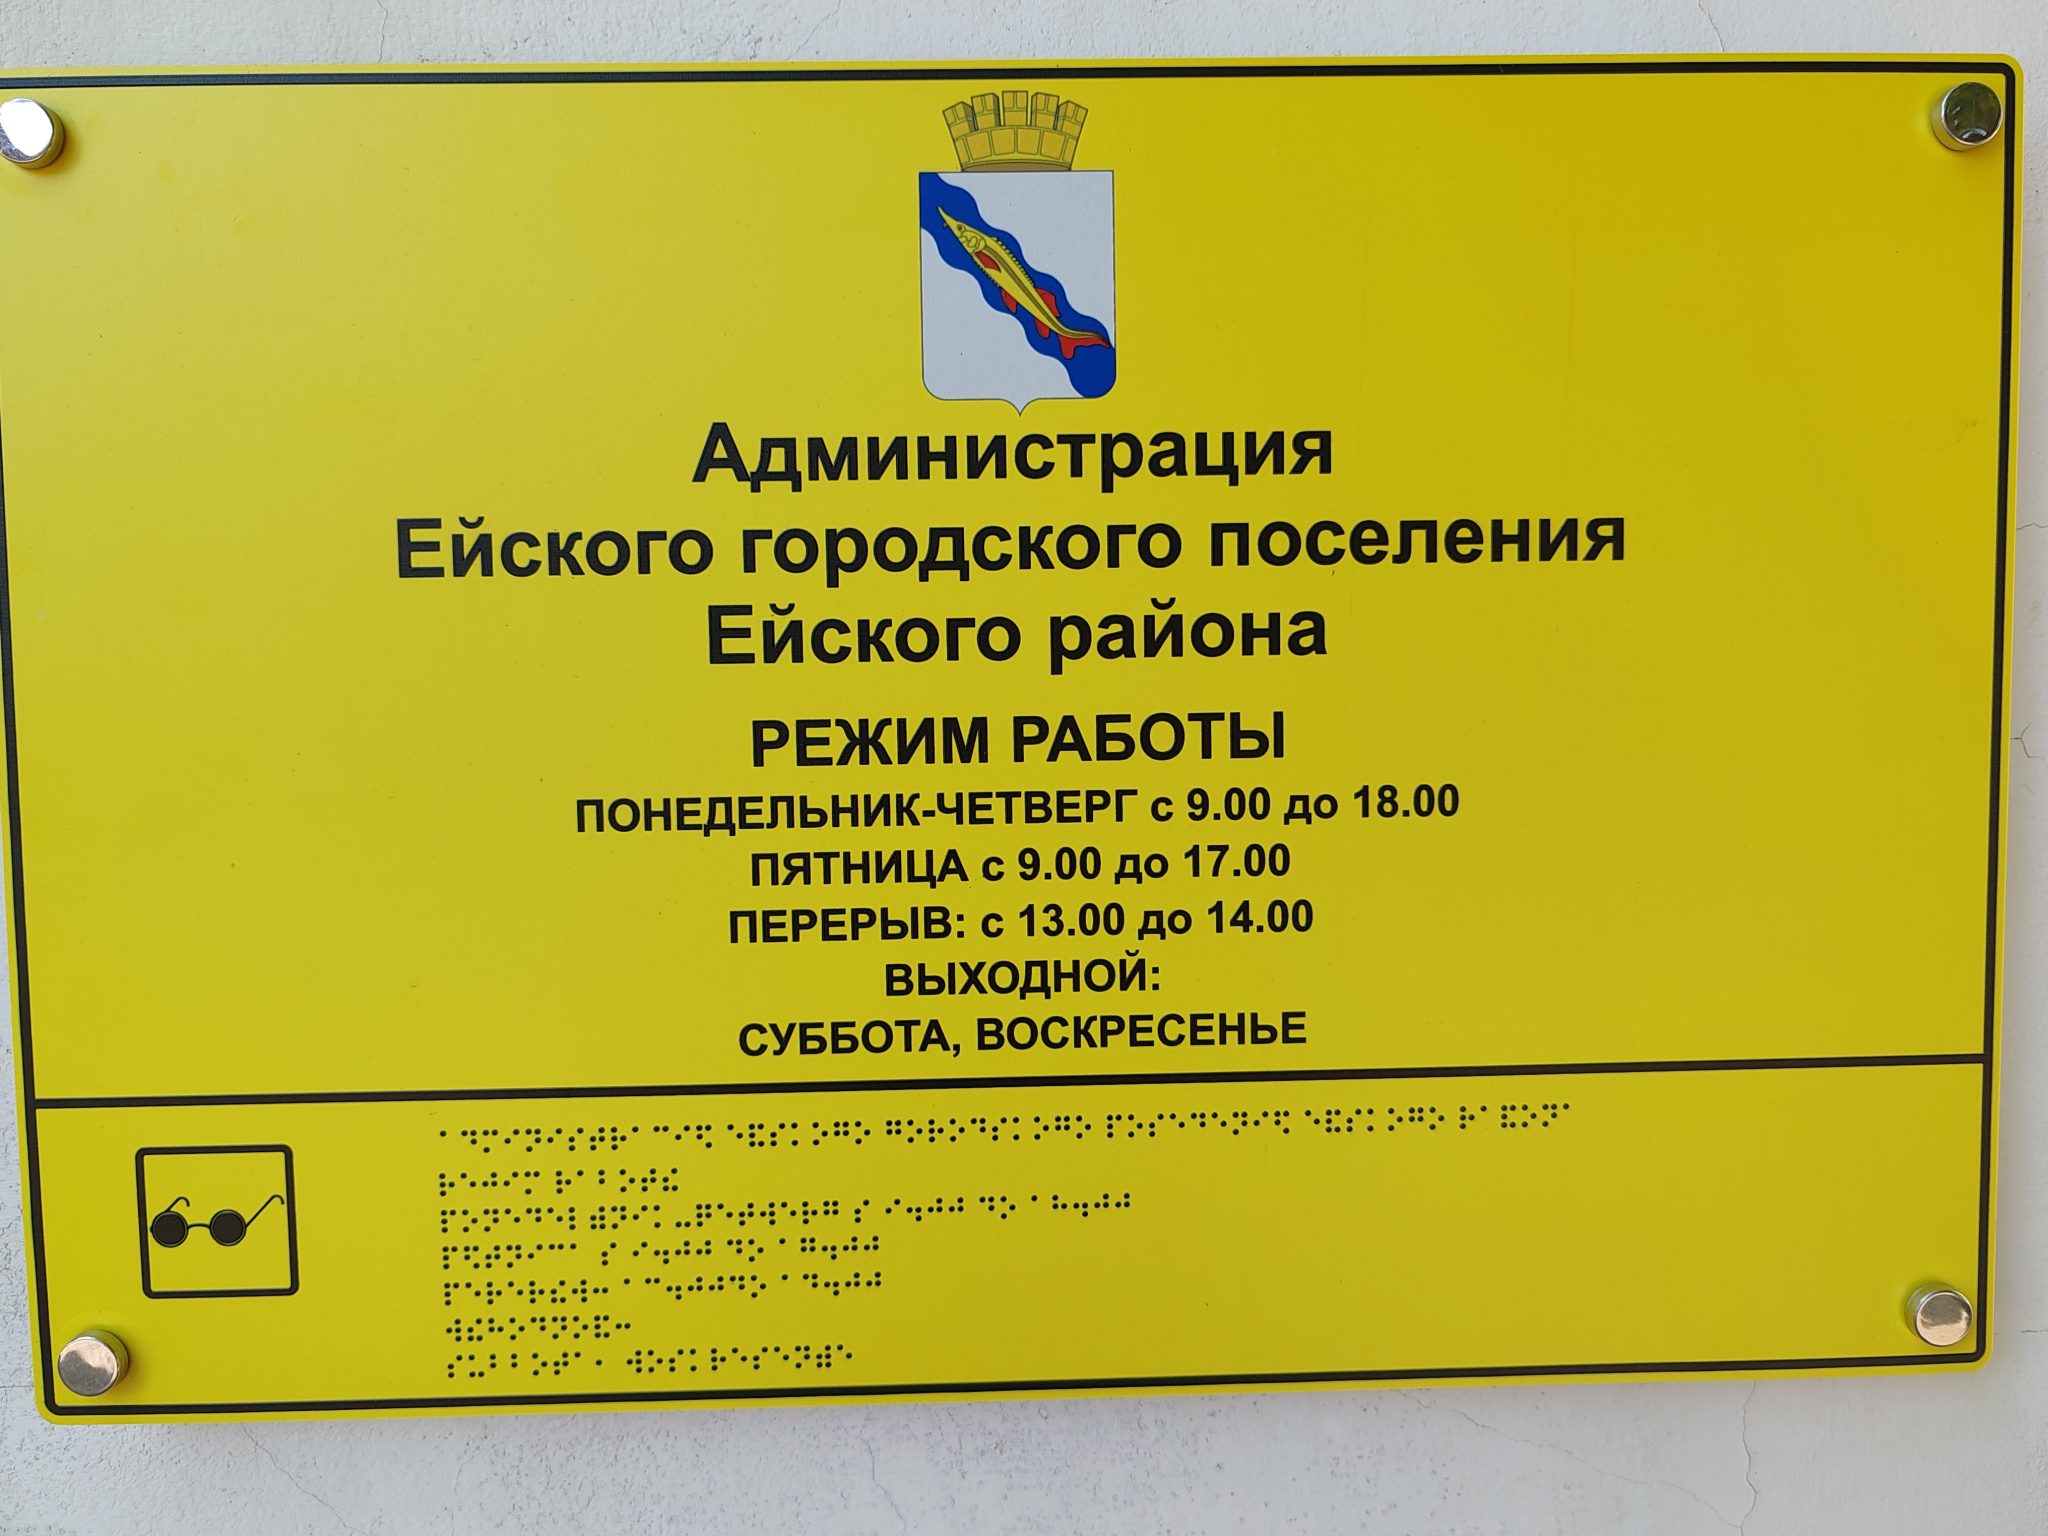 Администрация
Ейского городского поселения
Ейского района
РЕЖИМ РАБОТЫ
ПОНЕДЕЛЬНИК-ЧЕТВЕРГ с 9.00 до 18.00
ПЯТНИЦА с 9.00 до 17.00
ПЕРЕРЫВ: с 13.00 до 14.00
ВЫХОДНОЙ:
СУББОТА, ВОСКРЕСЕНЬЕ